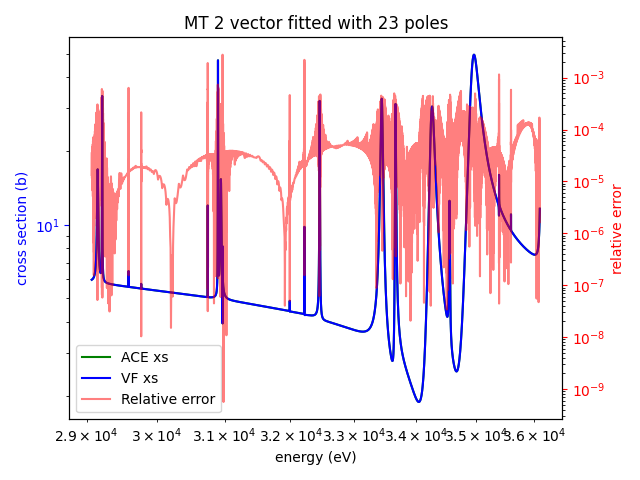 MT 2 vector fitted with 23 poles
cross section (b)
10¹
10⁻³
10⁻⁴
10⁻⁵
10⁻⁶
10⁻⁷
10⁻⁸
10⁻⁹
relative error
ACE xs
VF xs
Relative error
2.9 × 10⁴ 3 × 10⁴ 3.1 × 10⁴ 3.2 × 10⁴ 3.3 × 10⁴ 3.4 × 10⁴ 3.5 × 10⁴ 3.6 × 10⁴
energy (eV)